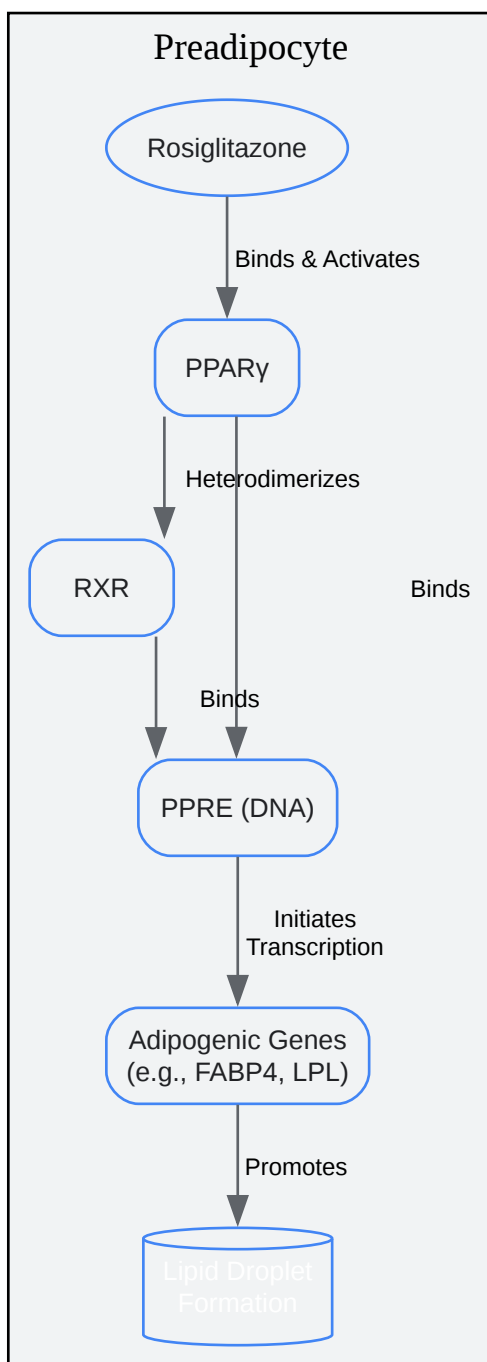 Preadipocyte
Rosiglitazone
Binds & Activates
PPARγ
Heterodimerizes
RXR
Binds
Binds
PPRE (DNA)
Initiates
Transcription
Adipogenic Genes
(e.g., FABP4, LPL)
Promotes
Lipid Droplet
Formation